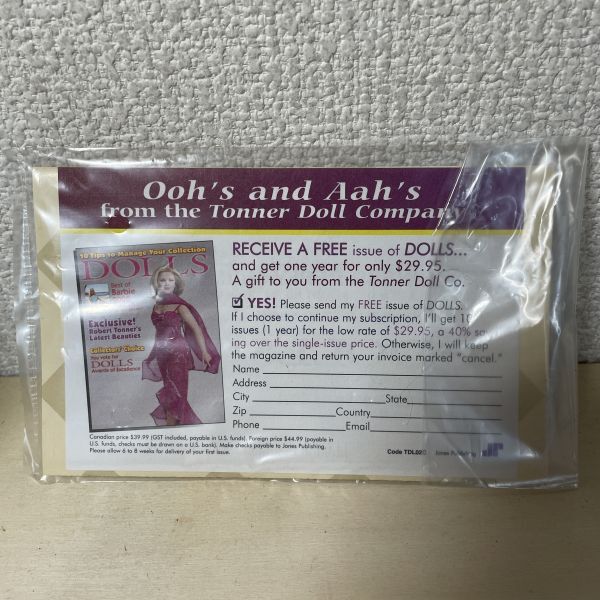 Ooh's and Aah's
from the Tonner Doll Company
10 Tips to Manage Your Collection
DOLLS
Best of
Barbie
Exclusive!
Robert Tonner's
Latest Beauties
Collectors' Choice
You vote for
DOLLS
Awards of Excellence
RECEIVE A FREE issue of DOLLS...
and get one year for only $29.95.
A gift to you from the Tonner Doll Co.
YES! Please send my FREE issue of DOLLS.
If I choose to continue my subscription, I'll get 10
issues (1 year) for the low rate of $29.95, a 40% sav-
ing over the single-issue price. Otherwise, I will keep
the magazine and return your invoice marked "cancel."
Name
Address
City State
Zip Country
Phone Email
Canadian price $39.99 (GST included, payable in U.S. funds). Foreign price $44.99 (payable in
U.S. funds, checks must be drawn on a U.S. bank). Make checks payable to Jones Publishing.
Please allow 6 to 8 weeks for delivery of your first issue.
Code Jones Publishing